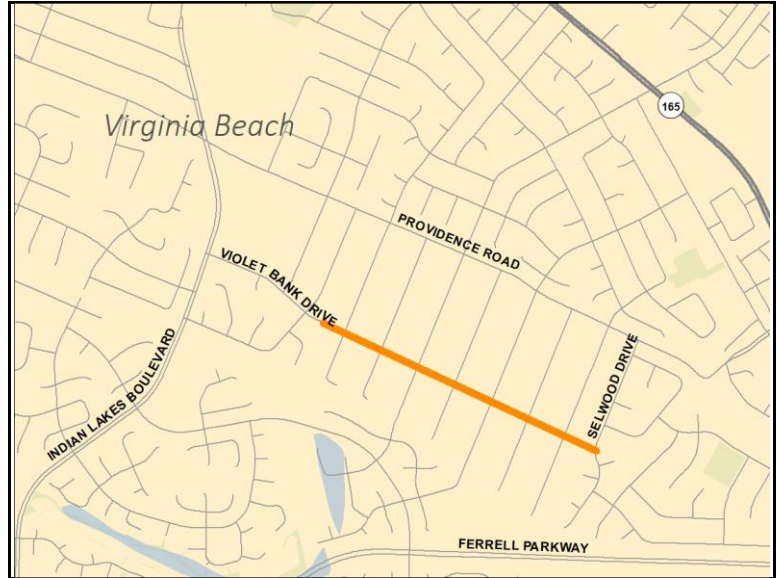 Virginia Beach
165
PROVIDENCE ROAD
VIOLET BANK DRIVE
SELWOOD DRIVE
INDIAN LAKES BOULEVARD
FERRELL PARKWAY